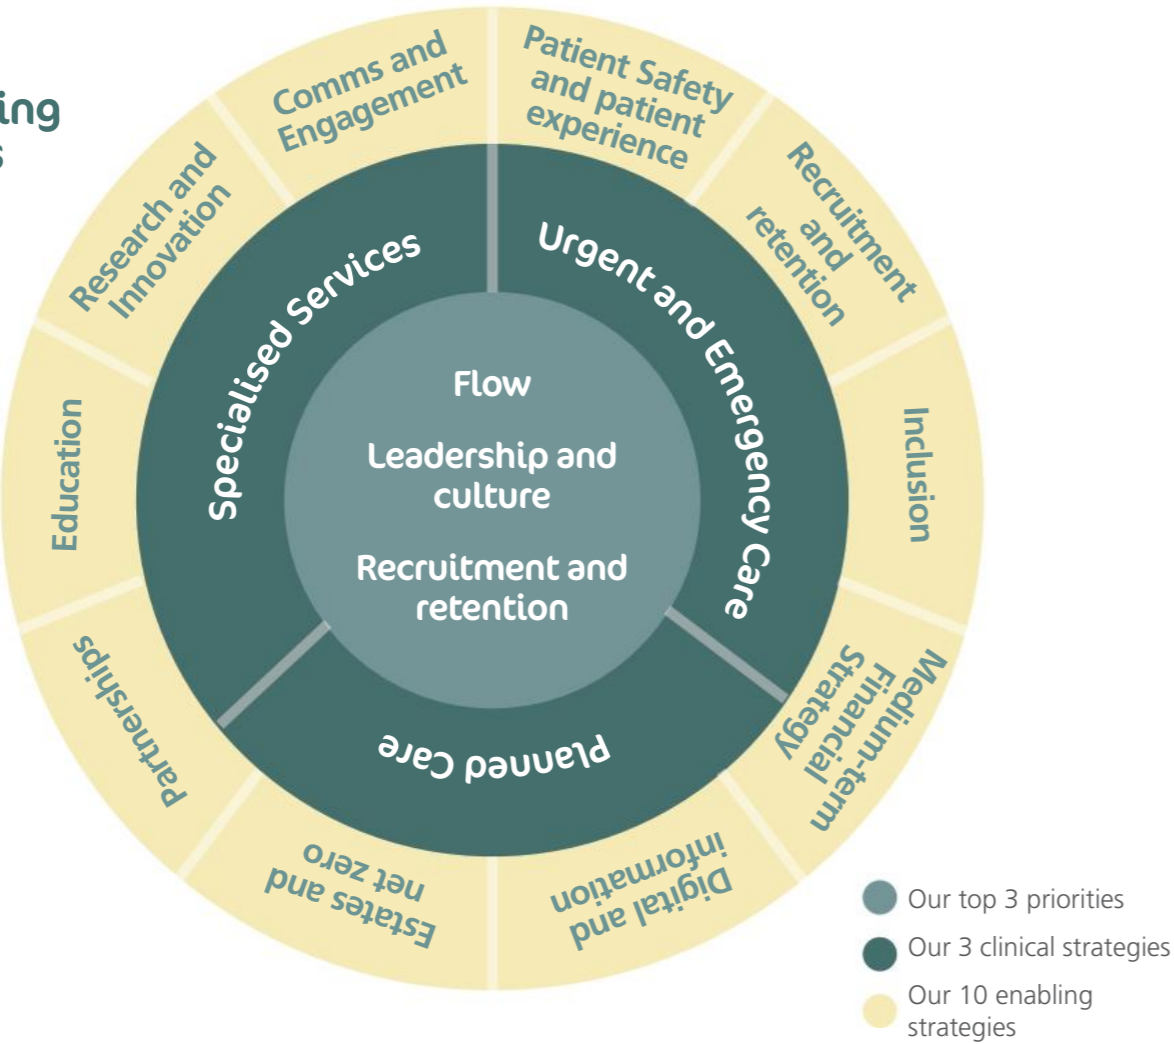 ing
s
Comms and
Engagement
Patient Safety
and patient
experience
Recruitment
and
retention
Inclusion
Medium-term
Financial
Strategy
Digital and
information
Estates and
net zero
Partnerships
Education
Research and
Innovation
Specialised Services
Urgent and Emergency Care
Planned Care
Flow
Leadership and
culture
Recruitment and
retention
Our top 3 priorities
Our 3 clinical strategies
Our 10 enabling
strategies